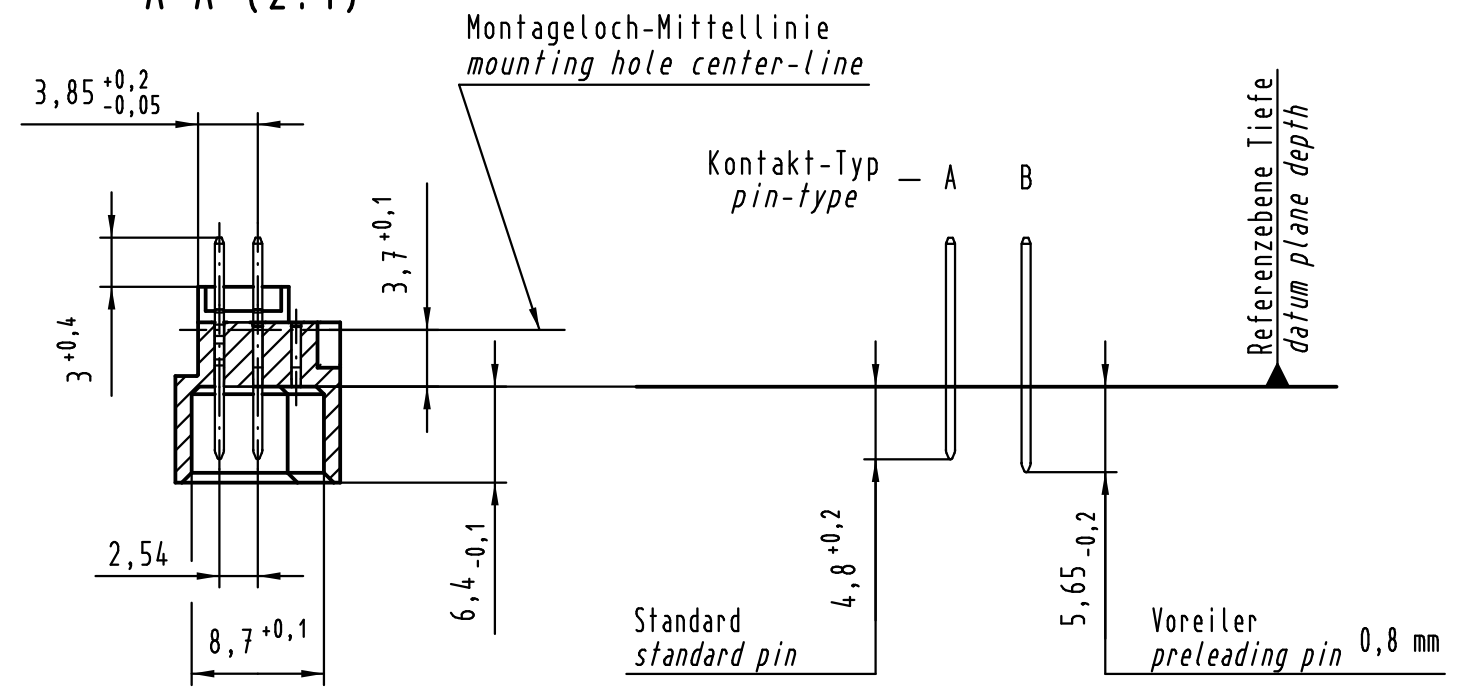 A-A (2:1)
Montageloch-Mittellinie
mounting hole center-line
3,85 +0,2
-0,05
Kontakt-Typ — A B
pin-type
Referenzebene Tiefe
datum plane depth
3,7 +0,1
3 +0,4
2,54
8,7 +0,1
6,4 -0,1
4,8 +0,2
5,65 -0,2
Standard
standard pin
Voreiler
preleading pin 0,8 mm